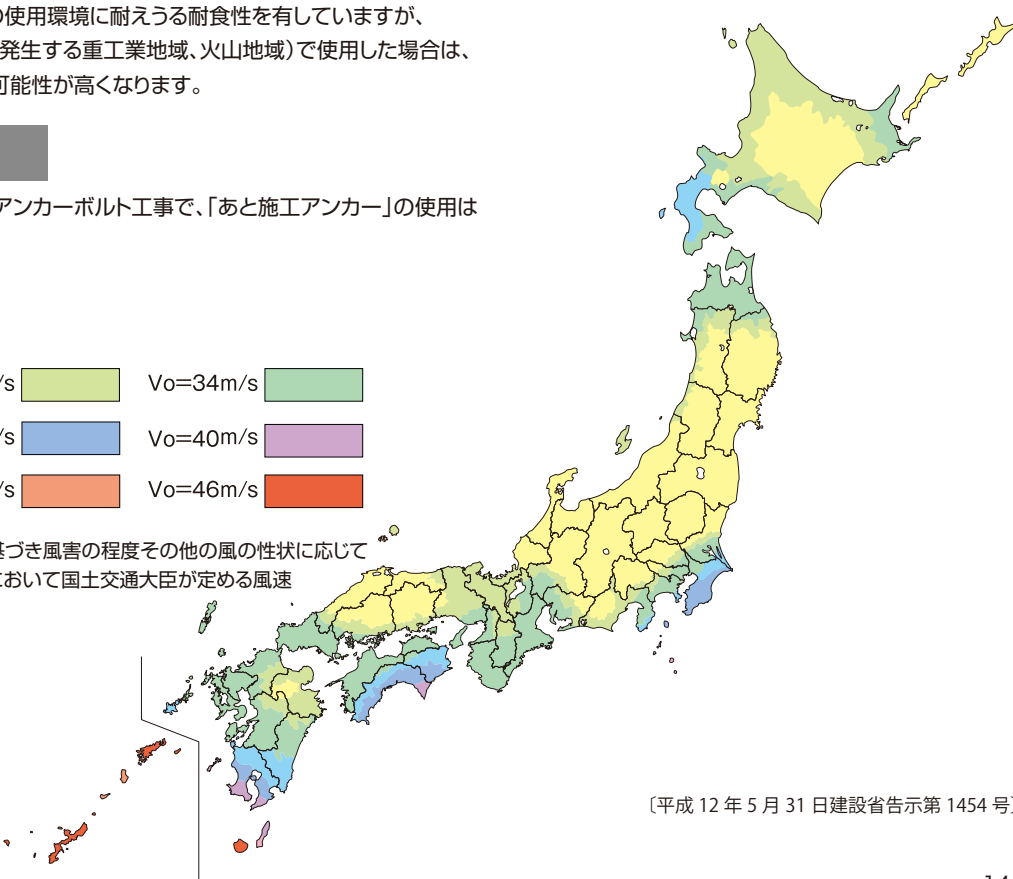 の使用環境に耐えうる耐食性を有していますが、
発生する重工業地域、火山地域）で使用した場合は、
可能性が高くなります。
アンカーボルト工事で、「あと施工アンカー」の使用は
/s Vo=34m/s
/s Vo=40m/s
/s Vo=46m/s
基づき風害の程度その他の風の性状に応じて
において国土交通大臣が定める風速
〔平成 12 年 5 月 31 日建設省告示第 1454 号〕